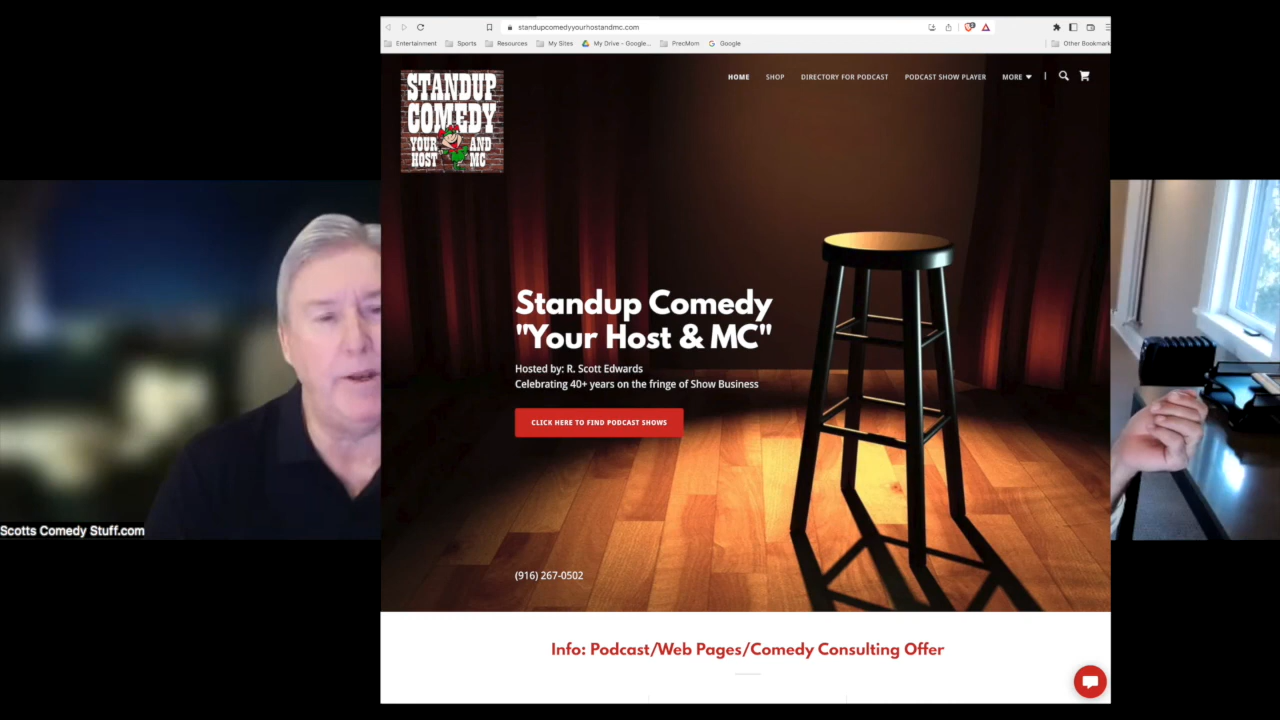 standupcomedyyourhostandmc.com
Entertainment Sports Resources My Sites My Drive – Google... PrecMom Google Other Bookmark
STANDUP
COMEDY
YOUR AND
HOST MC
HOME SHOP DIRECTORY FOR PODCAST PODCAST SHOW PLAYER MORE
Standup Comedy
"Your Host & MC"
Hosted by: R. Scott Edwards
Celebrating 40+ years on the fringe of Show Business
CLICK HERE TO FIND PODCAST SHOWS
Scotts Comedy Stuff.com
(916) 267-0502
Info: Podcast/Web Pages/Comedy Consulting Offer